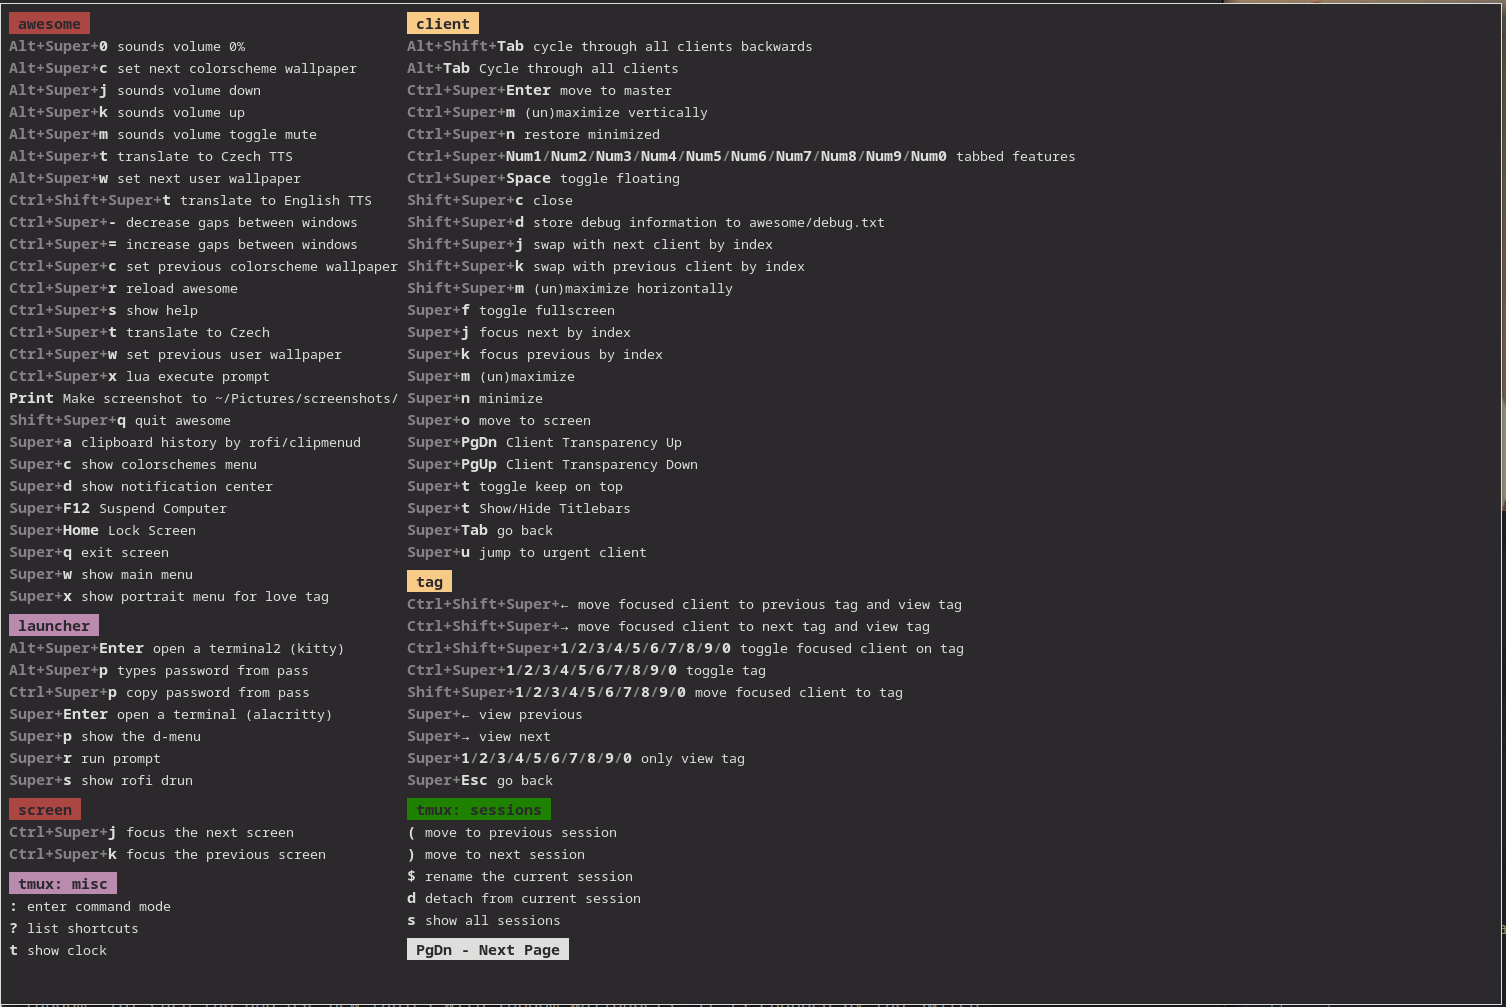 awesome
Alt+Super+0 sounds volume 0%
Alt+Super+c set next colorscheme wallpaper
Alt+Super+j sounds volume down
Alt+Super+k sounds volume up
Alt+Super+m sounds volume toggle mute
Alt+Super+t translate to Czech TTS
Alt+Super+w set next user wallpaper
Ctrl+Shift+Super+t translate to English TTS
Ctrl+Super+- decrease gaps between windows
Ctrl+Super+= increase gaps between windows
Ctrl+Super+c set previous colorscheme wallpaper
Ctrl+Super+r reload awesome
Ctrl+Super+s show help
Ctrl+Super+t translate to Czech
Ctrl+Super+w set previous user wallpaper
Ctrl+Super+x lua execute prompt
Print Make screenshot to ~/Pictures/screenshots/
Shift+Super+q quit awesome
Super+a clipboard history by rofi/clipmenud
Super+c show colorschemes menu
Super+d show notification center
Super+F12 Suspend Computer
Super+Home Lock Screen
Super+q exit screen
Super+w show main menu
Super+x show portrait menu for love tag
launcher
Alt+Super+Enter open a terminal2 (kitty)
Alt+Super+p types password from pass
Ctrl+Super+p copy password from pass
Super+Enter open a terminal (alacritty)
Super+p show the d-menu
Super+r run prompt
Super+s show rofi drun
screen
Ctrl+Super+j focus the next screen
Ctrl+Super+k focus the previous screen
tmux: misc
: enter command mode
? list shortcuts
t show clock
client
Alt+Shift+Tab cycle through all clients backwards
Alt+Tab Cycle through all clients
Ctrl+Super+Enter move to master
Ctrl+Super+m (un)maximize vertically
Ctrl+Super+n restore minimized
Ctrl+Super+Num1/Num2/Num3/Num4/Num5/Num6/Num7/Num8/Num9/Num0 tabbed features
Ctrl+Super+Space toggle floating
Shift+Super+c close
Shift+Super+d store debug information to awesome/debug.txt
Shift+Super+j swap with next client by index
Shift+Super+k swap with previous client by index
Shift+Super+m (un)maximize horizontally
Super+f toggle fullscreen
Super+j focus next by index
Super+k focus previous by index
Super+m (un)maximize
Super+n minimize
Super+o move to screen
Super+PgDn Client Transparency Up
Super+PgUp Client Transparency Down
Super+t toggle keep on top
Super+t Show/Hide Titlebars
Super+Tab go back
Super+u jump to urgent client
tag
Ctrl+Shift+Super+← move focused client to previous tag and view tag
Ctrl+Shift+Super+→ move focused client to next tag and view tag
Ctrl+Shift+Super+1/2/3/4/5/6/7/8/9/0 toggle focused client on tag
Ctrl+Super+1/2/3/4/5/6/7/8/9/0 toggle tag
Shift+Super+1/2/3/4/5/6/7/8/9/0 move focused client to tag
Super+← view previous
Super+→ view next
Super+1/2/3/4/5/6/7/8/9/0 only view tag
Super+Esc go back
tmux: sessions
( move to previous session
) move to next session
$ rename the current session
d detach from current session
s show all sessions
PgDn - Next Page